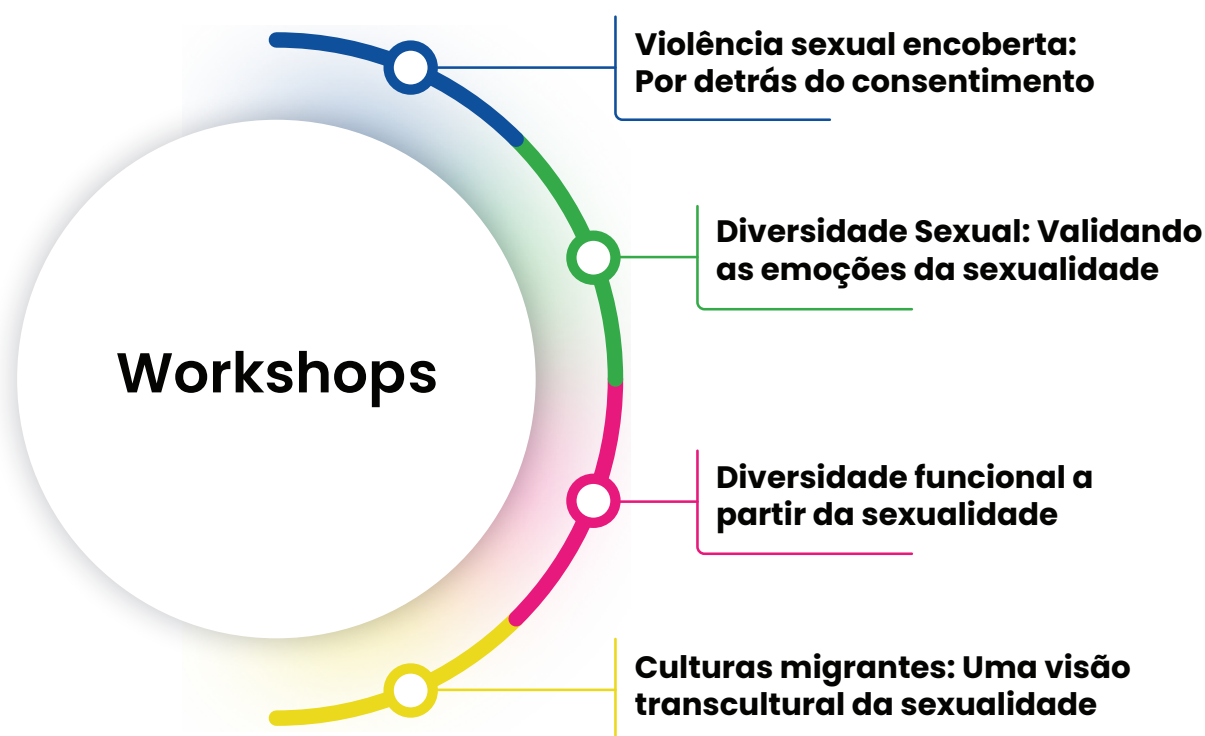 Workshops
Violência sexual encoberta:
Por detrás do consentimento
Diversidade Sexual: Validando
as emoções da sexualidade
Diversidade funcional a
partir da sexualidade
Culturas migrantes: Uma visão
transcultural da sexualidade